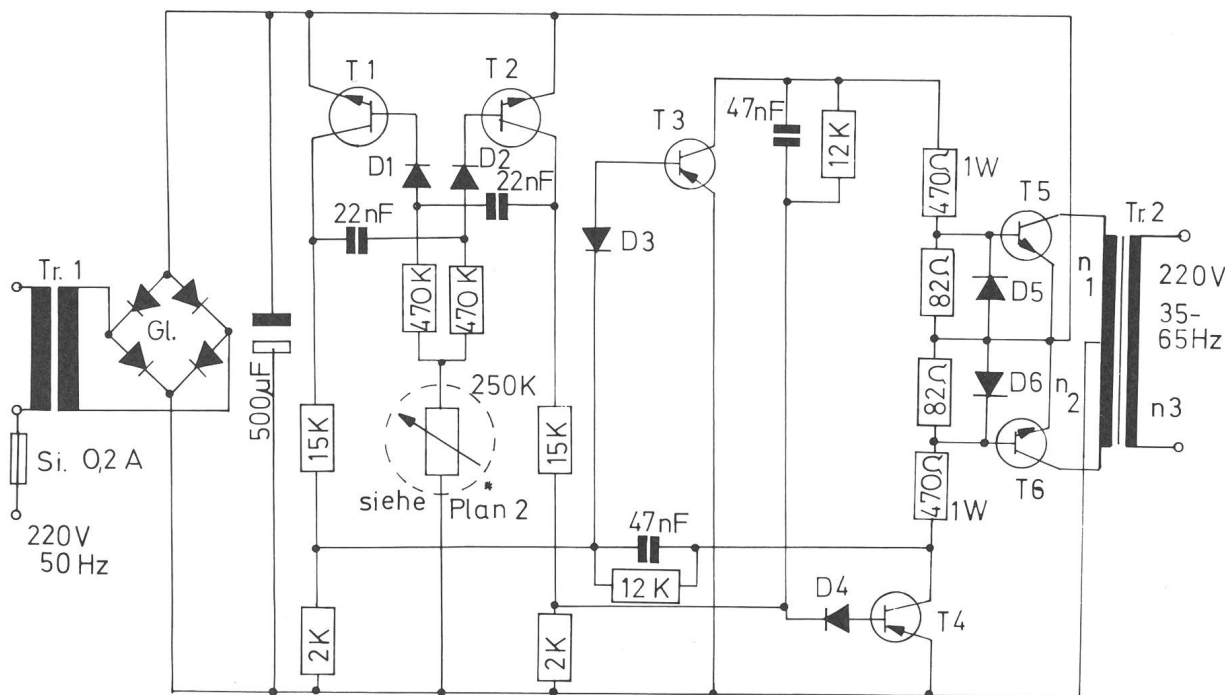 T1
T2
T3
47nF
12K
470Ω
1W
T5
Tr.2
D1
D2
22nF
22nF
D3
Tr. 1
Gl.
500µF
470K
470K
82Ω
D5
n
1
220V
35-
65Hz
250K
82Ω
D6
n
2
n3
15K
15K
Si. 0,2 A
siehe
*
Plan 2
470Ω
1W
T6
220V
50Hz
47nF
12K
D4
T4
2K
2K